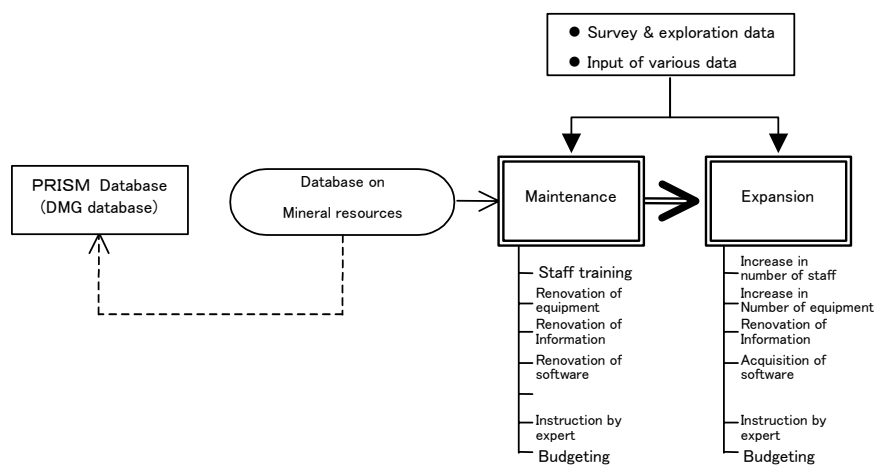 ● Survey & exploration data
● Input of various data
PRISM Database
(DMG database)
Database on
Mineral resources
Maintenance
Expansion
Staff training
Renovation of
equipment
Renovation of
Information
Renovation of
software
Instruction by
expert
Budgeting
Increase in
number of staff
Increase in
Number of equipment
Renovation of
Information
Acquisition of
software
Instruction by
expert
Budgeting